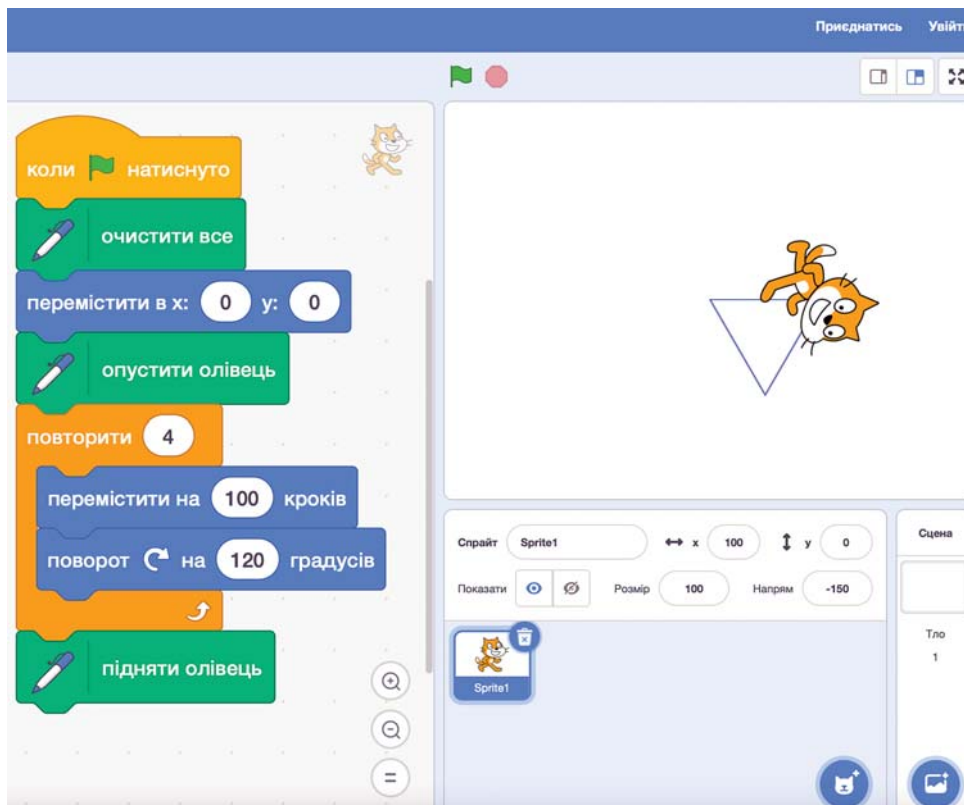 Приєднатись Увійт
коли натиснуто
очистити все
перемістити в x: 0 y: 0
опустити олівець
повторити 4
перемістити на 100 кроків
поворот на 120 градусів
підняти олівець
Спрайт Sprite1 x 100 y 0
Показати Розмір 100 Напрям -150
Sprite1
Сцена
Тло
1